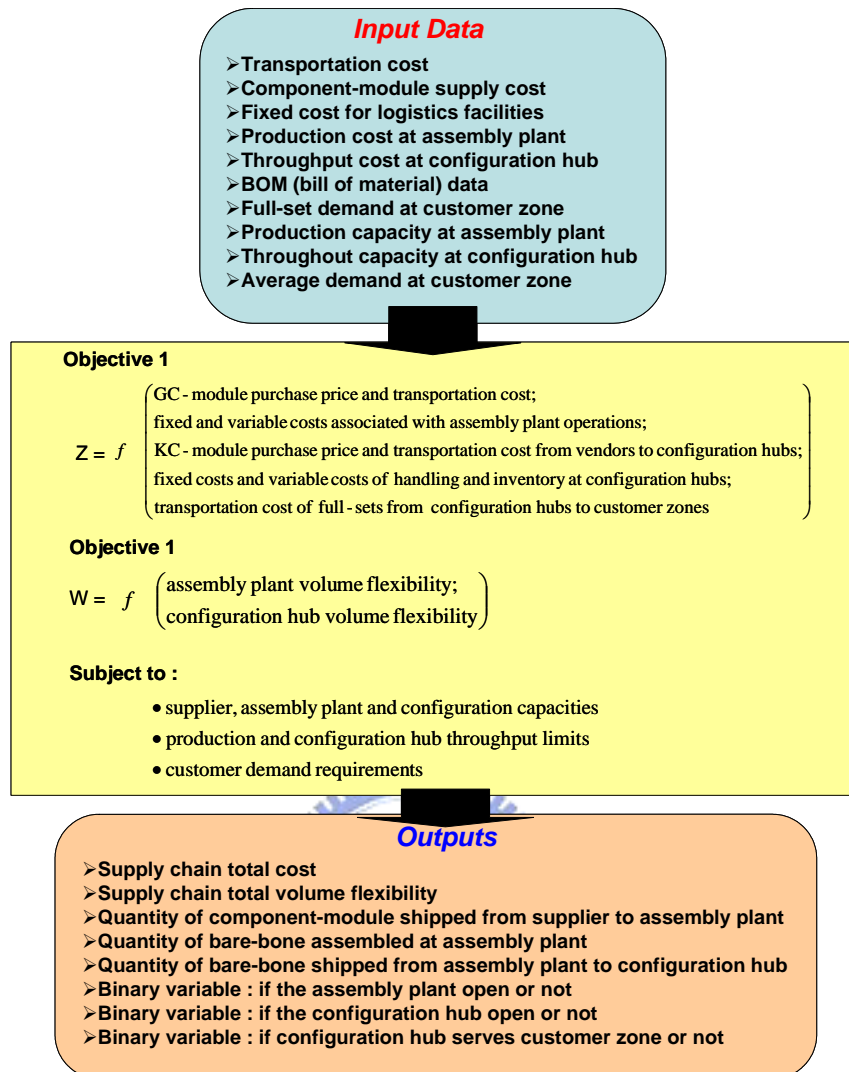 Input Data
➢Transportation cost
➢Component-module supply cost
➢Fixed cost for logistics facilities
➢Production cost at assembly plant
➢Throughput cost at configuration hub
➢BOM (bill of material) data
➢Full-set demand at customer zone
➢Production capacity at assembly plant
➢Throughout capacity at configuration hub
➢Average demand at customer zone
Objective 1
GC - module purchase price and transportation cost;
fixed and variable costs associated with assembly plant operations;
Z = f KC - module purchase price and transportation cost from vendors to configuration hubs;
fixed costs and variable costs of handling and inventory at configuration hubs;
transportation cost of full - sets from configuration hubs to customer zones
Objective 1
W = f assembly plant volume flexibility;
configuration hub volume flexibility
Subject to :
• supplier, assembly plant and configuration capacities
• production and configuration hub throughput limits
• customer demand requirements
Outputs
➢Supply chain total cost
➢Supply chain total volume flexibility
➢Quantity of component-module shipped from supplier to assembly plant
➢Quantity of bare-bone assembled at assembly plant
➢Quantity of bare-bone shipped from assembly plant to configuration hub
➢Binary variable : if the assembly plant open or not
➢Binary variable : if the configuration hub open or not
➢Binary variable : if configuration hub serves customer zone or not